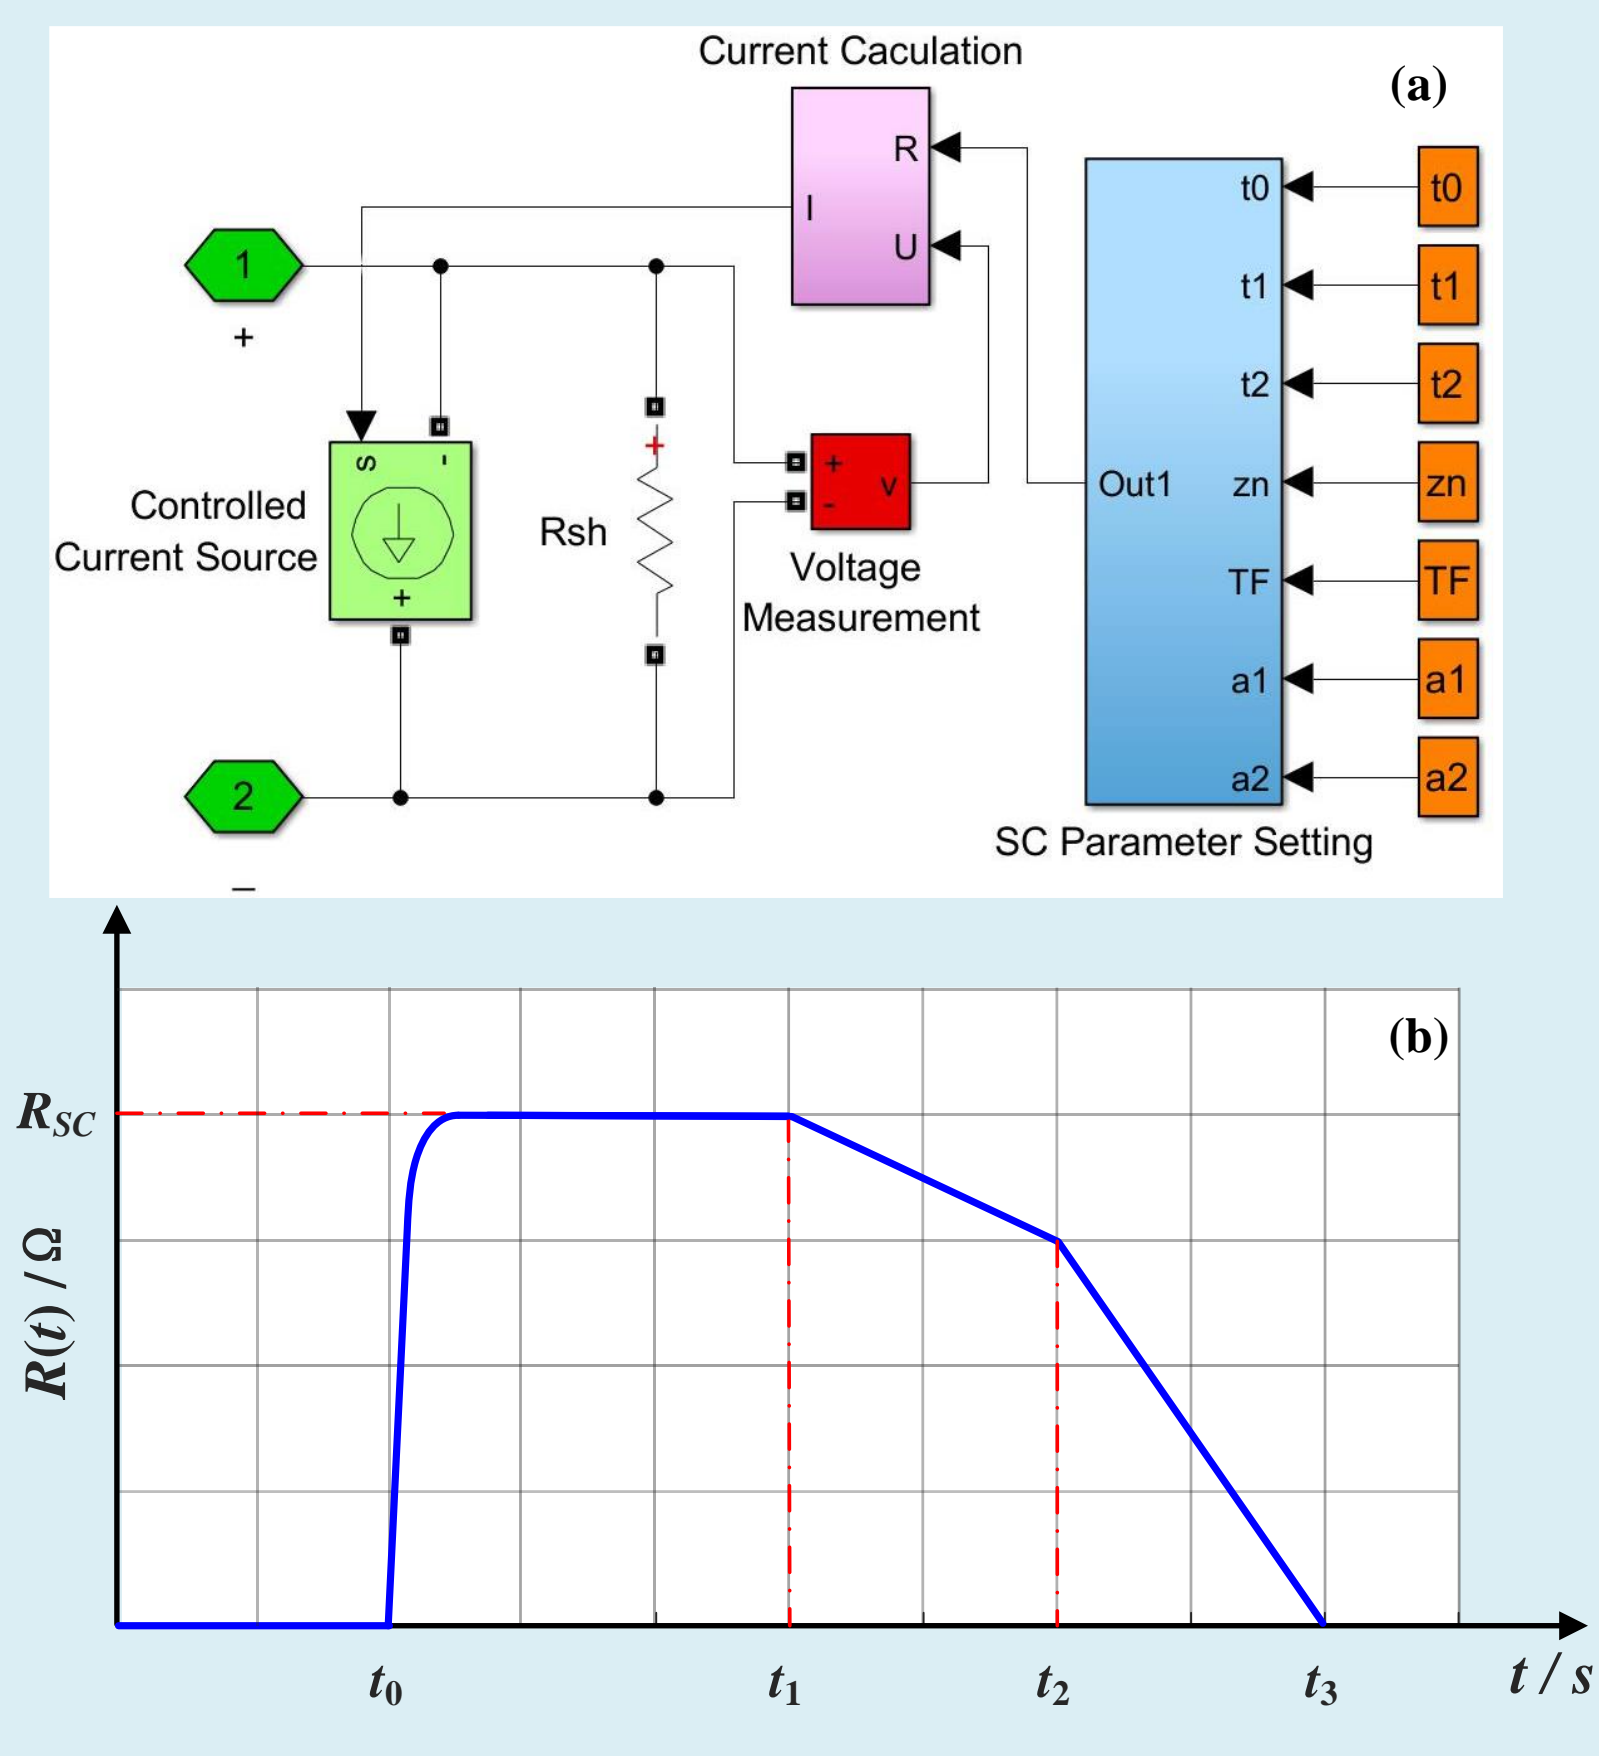 Current Caculation
(a)
R
I
U
1
+
s
-
+
Controlled
Current Source
+
Rsh
+
-
v
Voltage
Measurement
2
_
Out1
t0
t1
t2
zn
TF
a1
a2
t0
t1
t2
zn
TF
a1
a2
SC Parameter Setting
(b)
R_SC
R(t) / Ω
t₀
t₁
t₂
t₃
t / s